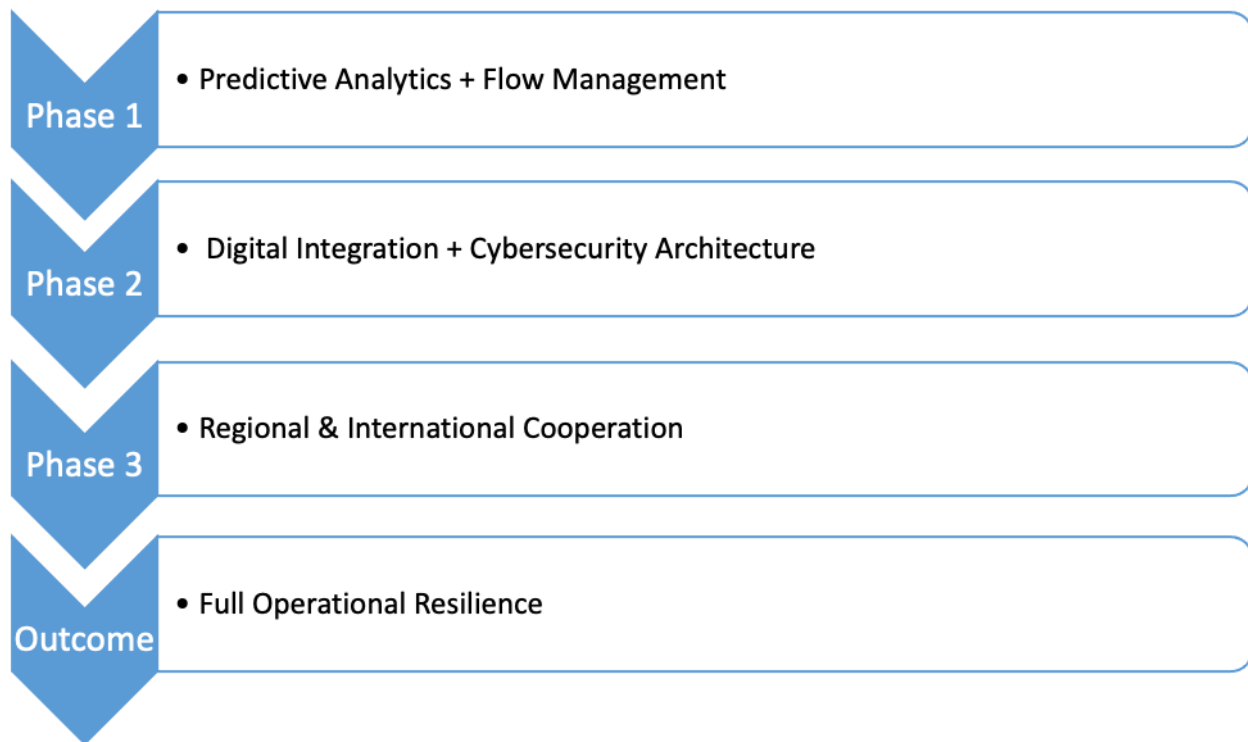 Phase 1
• Predictive Analytics + Flow Management
Phase 2
• Digital Integration + Cybersecurity Architecture
Phase 3
• Regional & International Cooperation
Outcome
• Full Operational Resilience